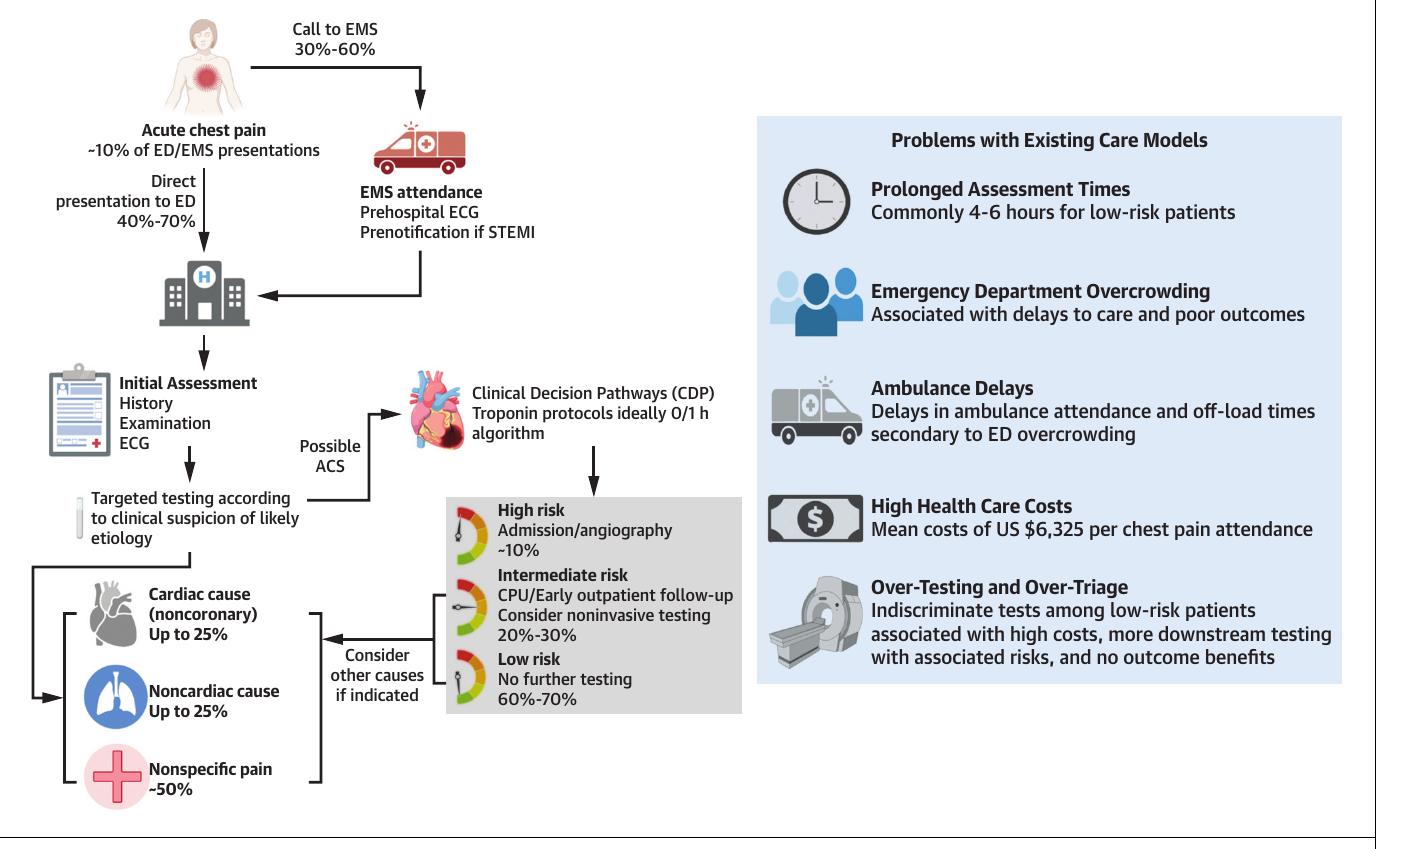 Call to EMS
30%-60%
Acute chest pain
~10% of ED/EMS presentations
Direct
presentation to ED
40%-70%
EMS attendance
Prehospital ECG
Prenotification if STEMI
H
Initial Assessment
History
Examination
ECG
Possible
ACS
Clinical Decision Pathways (CDP)
Troponin protocols ideally 0/1 h
algorithm
Targeted testing according
to clinical suspicion of likely
etiology
High risk
Admission/angiography
~10%
Intermediate risk
CPU/Early outpatient follow-up
Consider noninvasive testing
20%-30%
Low risk
No further testing
60%-70%
Consider
other causes
if indicated
Cardiac cause
(noncoronary)
Up to 25%
Noncardiac cause
Up to 25%
Nonspecific pain
~50%
Problems with Existing Care Models
Prolonged Assessment Times
Commonly 4-6 hours for low-risk patients
Emergency Department Overcrowding
Associated with delays to care and poor outcomes
Ambulance Delays
Delays in ambulance attendance and off-load times
secondary to ED overcrowding
$
High Health Care Costs
Mean costs of US $6,325 per chest pain attendance
Over-Testing and Over-Triage
Indiscriminate tests among low-risk patients
associated with high costs, more downstream testing
with associated risks, and no outcome benefits